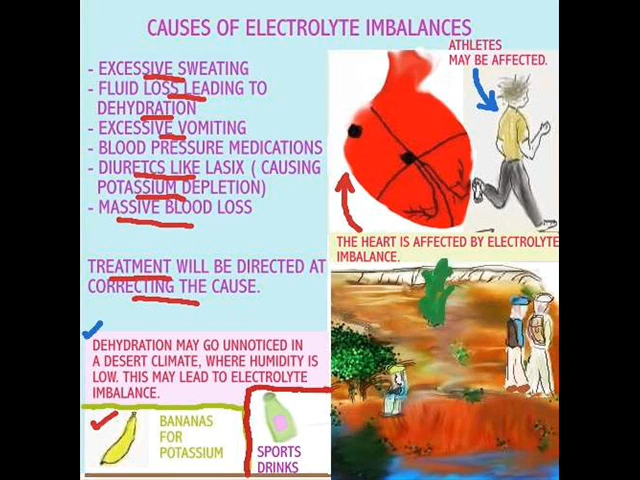 CAUSES OF ELECTROLYTE IMBALANCES
- EXCESSIVE SWEATING
- FLUID LOSS LEADING TO
DEHYDRATION
- EXCESSIVE VOMITING
- BLOOD PRESSURE MEDICATIONS
- DIURETCS LIKE LASIX ( CAUSING
POTASSIUM DEPLETION)
- MASSIVE BLOOD LOSS
TREATMENT WILL BE DIRECTED AT
CORRECTING THE CAUSE.
ATHLETES
MAY BE AFFECTED.
THE HEART IS AFFECTED BY ELECTROLYTE
IMBALANCE.
DEHYDRATION MAY GO UNNOTICED IN
A DESERT CLIMATE, WHERE HUMIDITY IS
LOW. THIS MAY LEAD TO ELECTROLYTE
IMBALANCE.
BANANAS
FOR
POTASSIUM
SPORTS
DRINKS